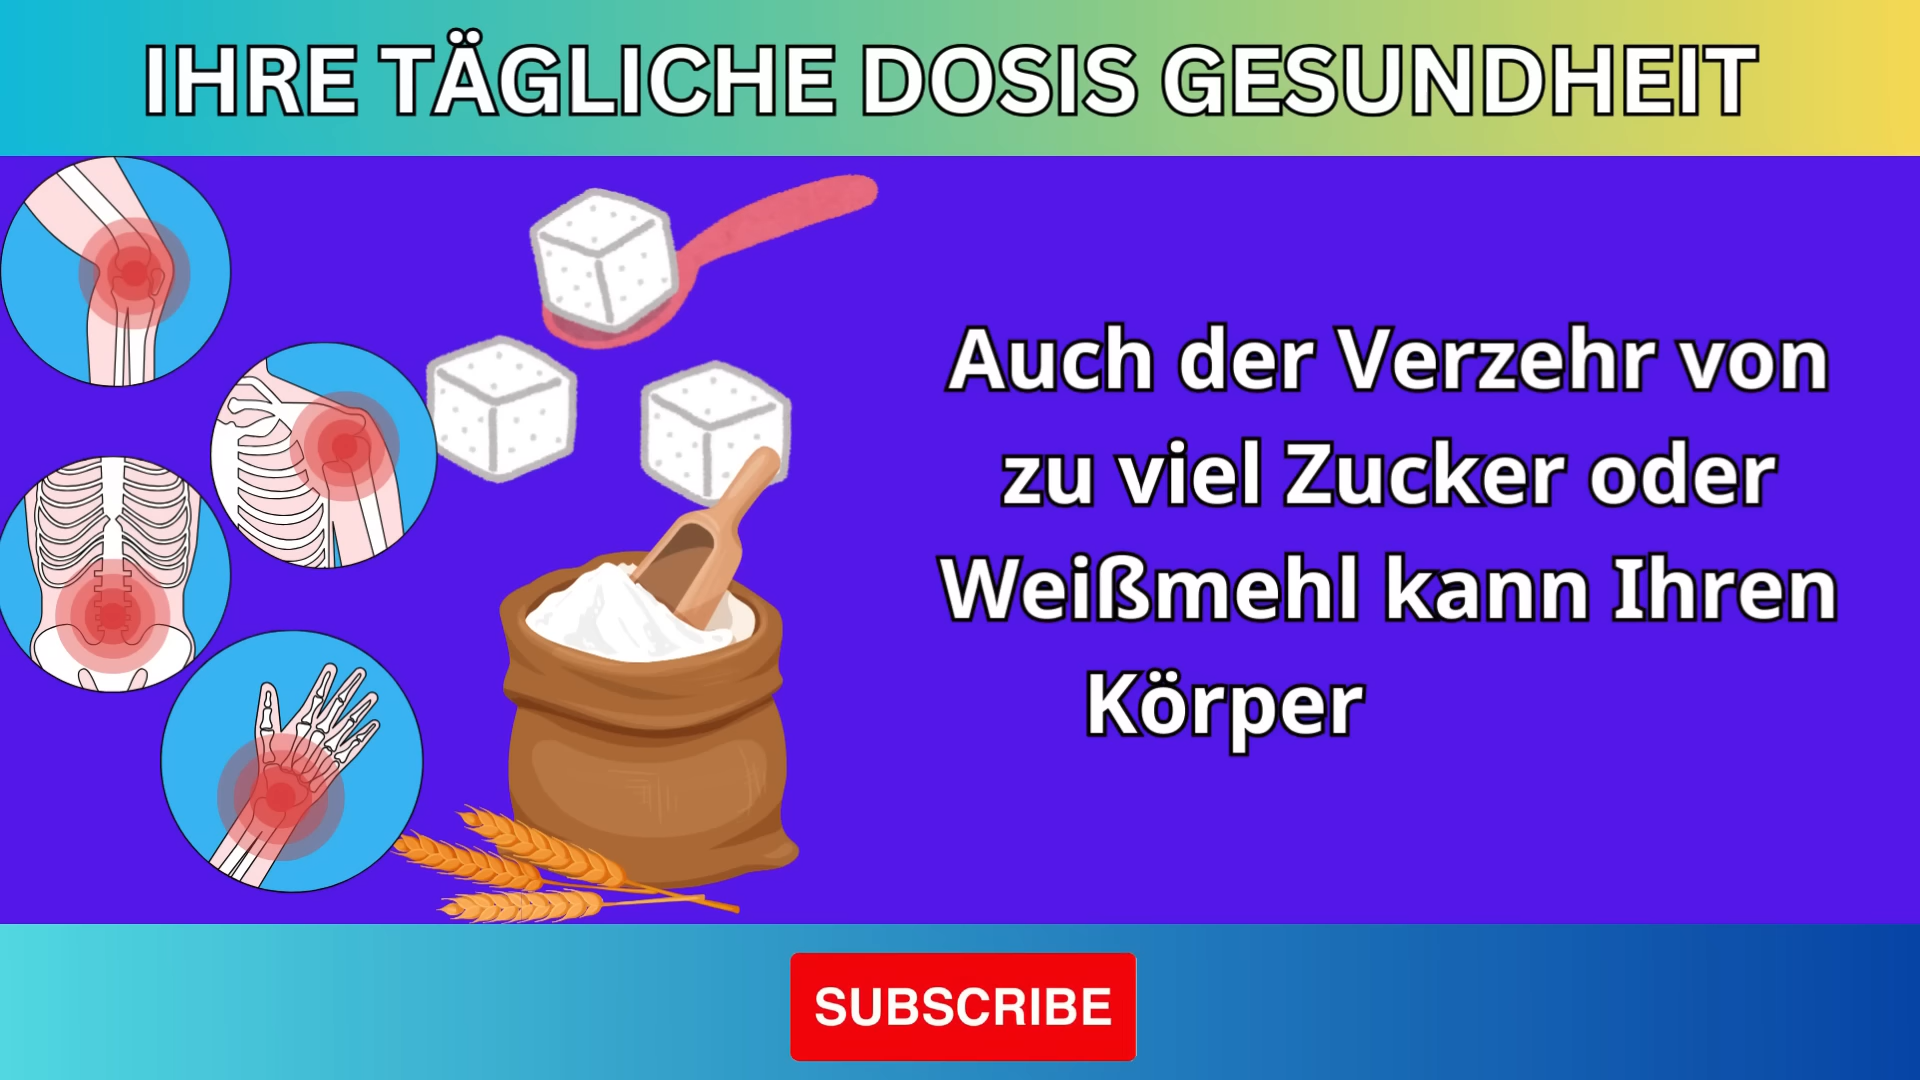 IHRE TÄGLICHE DOSIS GESUNDHEIT
Auch der Verzehr von
zu viel Zucker oder
Weißmehl kann Ihren
Körper
SUBSCRIBE